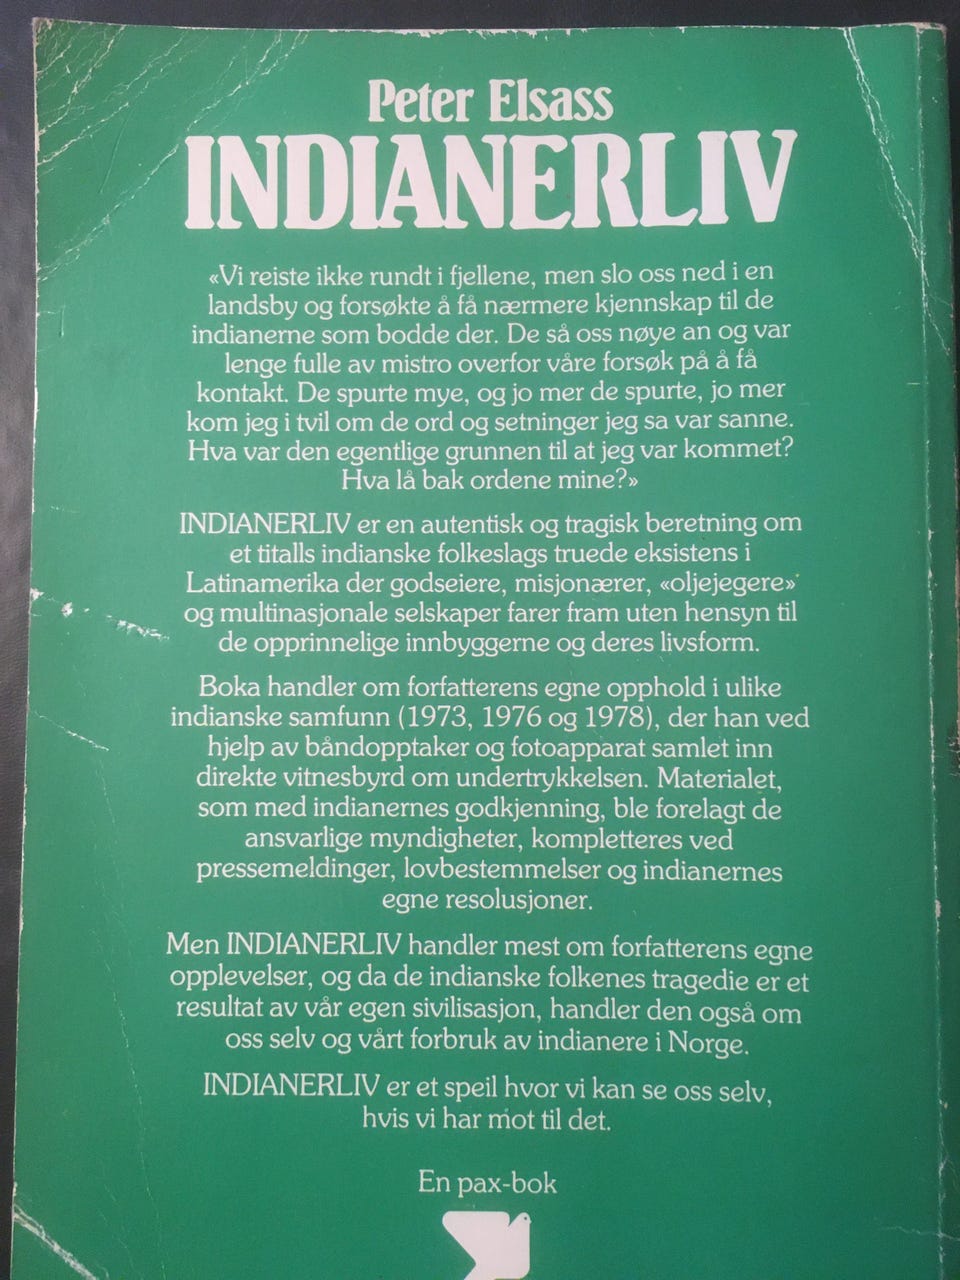 Peter Elsass
INDIANERLIV
«Vi reiste ikke rundt i fjellene, men slo oss ned i en
landsby og forsøkte å få nærmere kjennskap til de
indianerne som bodde der. De så oss nøye an og var
lenge fulle av mistro overfor våre forsøk på å få
kontakt. De spurte mye, og jo mer de spurte, jo mer
kom jeg i tvil om de ord og setninger jeg sa var sanne.
Hva var den egentlige grunnen til at jeg var kommet?
Hva lå bak ordene mine?»
INDIANERLIV er en autentisk og tragisk beretning om
et titalls indianske folkeslags truede eksistens i
Latinamerika der godseiere, misjonærer, «oljejegere»
og multinasjonale selskaper farer fram uten hensyn til
de opprinnelige innbyggerne og deres livsform.
Boka handler om forfatterens egne opphold i ulike
indianske samfunn (1973, 1976 og 1978), der han ved
hjelp av båndopptaker og fotoapparat samlet inn
direkte vitnesbyrd om undertrykkelsen. Materialet,
som med indianernes godkjenning, ble forelagt de
ansvarlige myndigheter, kompletteres ved
pressemeldinger, lovbestemmelser og indianernes
egne resolusjoner.
Men INDIANERLIV handler mest om forfatterens egne
opplevelser, og da de indianske folkenes tragedie er et
resultat av vår egen sivilisasjon, handler den også om
oss selv og vårt forbruk av indianere i Norge.
INDIANERLIV er et speil hvor vi kan se oss selv,
hvis vi har mot til det.
En pax-bok